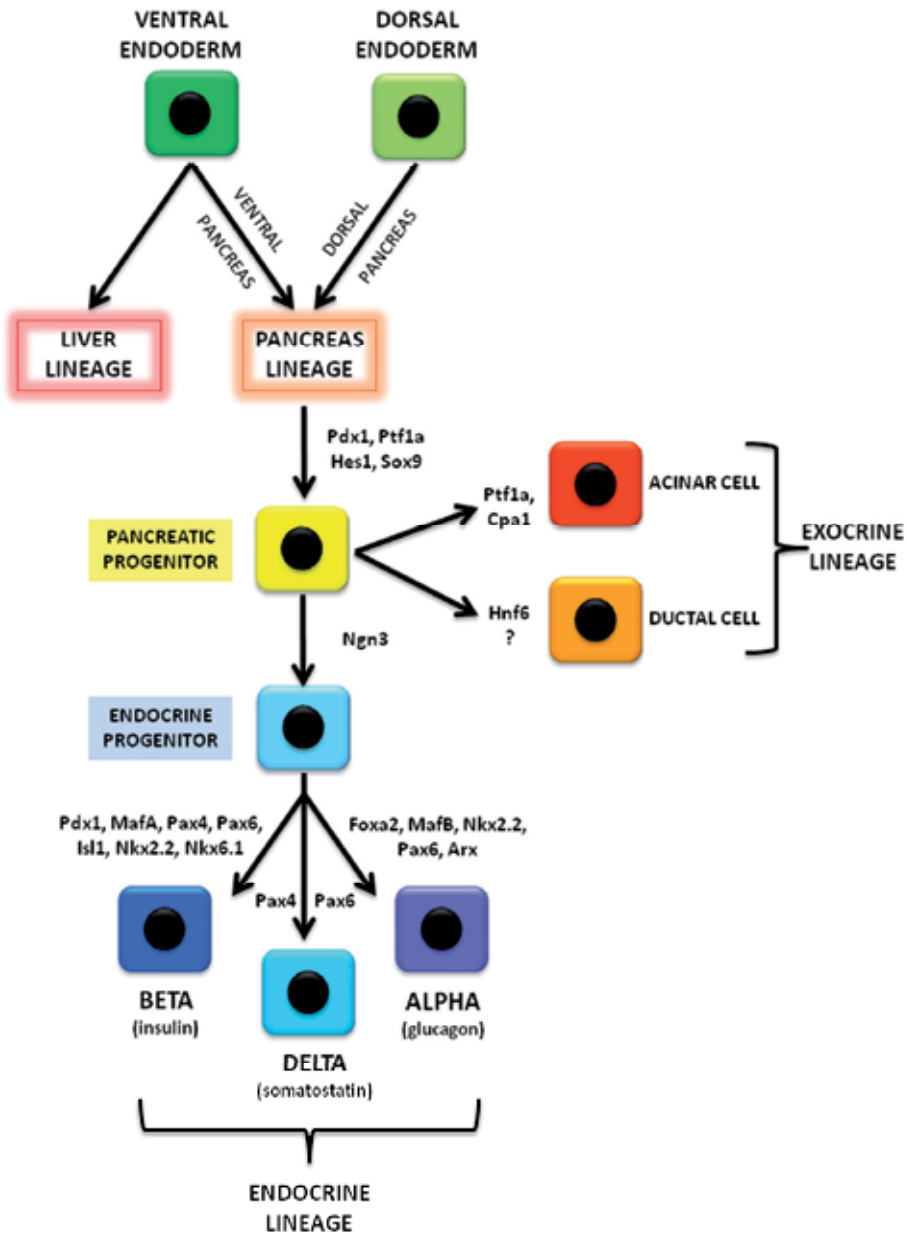 VENTRAL
ENDODERM
DORSAL
ENDODERM
VENTRAL
PANCREAS
DORSAL
PANCREAS
LIVER
LINEAGE
PANCREAS
LINEAGE
Pdx1, Ptf1a
Hes1, Sox9
PANCREATIC
PROGENITOR
Ptf1a,
Cpa1
ACINAR CELL
Hnf6
?
DUCTAL CELL
EXOCRINE
LINEAGE
Ngn3
ENDOCRINE
PROGENITOR
Pdx1, MafA, Pax4, Pax6,
Isl1, Nkx2.2, Nkx6.1
Foxa2, MafB, Nkx2.2,
Pax6, Arx
Pax4
Pax6
BETA
(insulin)
DELTA
(somatostatin)
ALPHA
(glucagon)
ENDOCRINE
LINEAGE